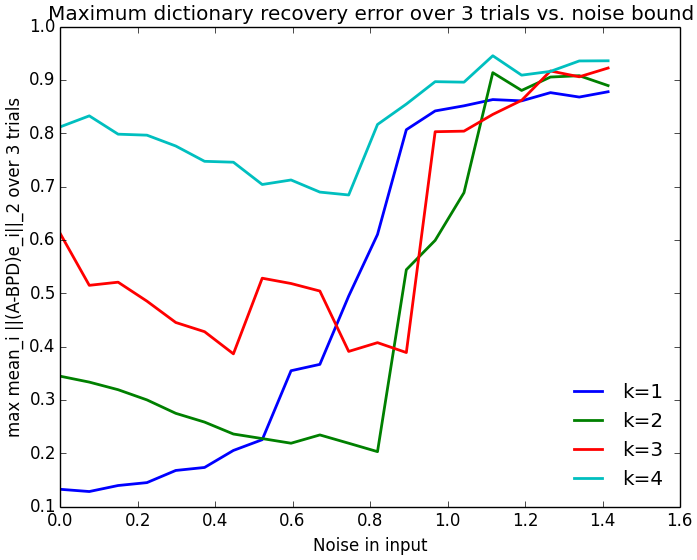 Maximum dictionary recovery error over 3 trials vs. noise bound
max mean_i ||(A-BPD)e_i||_2 over 3 trials
1.0
0.9
0.8
0.7
0.6
0.5
0.4
0.3
0.2
0.1
k=1
k=2
k=3
k=4
0.0 0.2 0.4 0.6 0.8 1.0 1.2 1.4 1.6
Noise in input